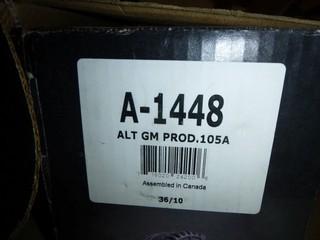 A-1448
ALT GM PROD.105A
Assembled in Canada
36/10